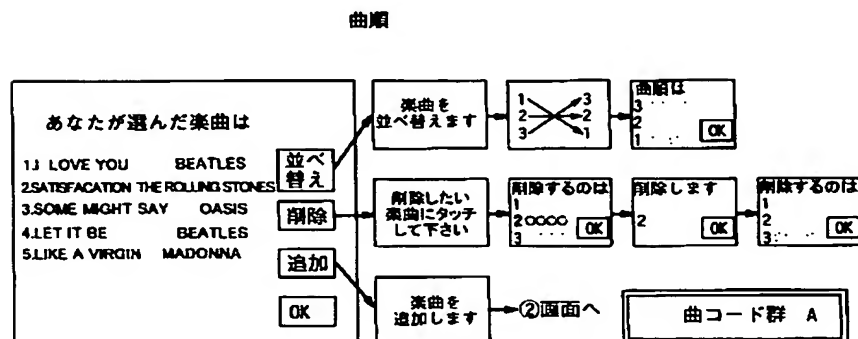 曲順
あなたが選んだ楽曲は
1.I LOVE YOU BEATLES
2.SATISFACATION THE ROLLING STONES
3.SOME MIGHT SAY OASIS
4.LET IT BE BEATLES
5.LIKE A VIRGIN MADONNA
並べ
替え
削除
追加
OK
楽曲を
並べ替えます
1 3
2 2
3 1
曲順は
3
2
1
OK
削除したい
楽曲にタッチ
して下さい
削除するのは
1
2○○○○
3
OK
削除します
2
OK
削除するのは
1
2
3
OK
楽曲を
追加します
②画面へ
曲コード群 A